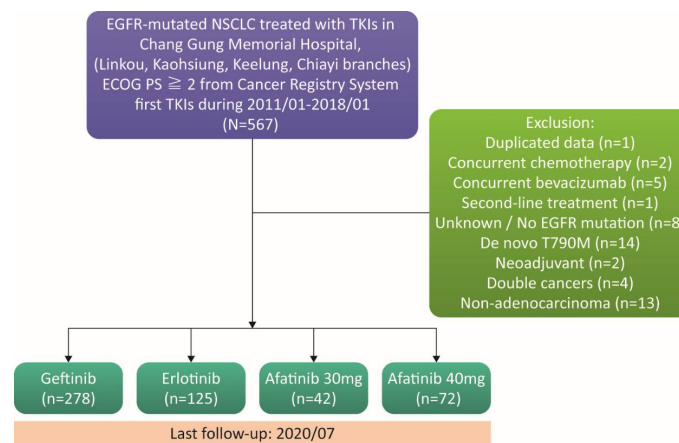 EGFR-mutated NSCLC treated with TKIs in
Chang Gung Memorial Hospital,
(Linkou, Kaohsiung, Keelung, Chiayi branches)
ECOG PS ≧ 2 from Cancer Registry System
first TKIs during 2011/01-2018/01
(N=567)
Exclusion:
Duplicated data (n=1)
Concurrent chemotherapy (n=2)
Concurrent bevacizumab (n=5)
Second-line treatment (n=1)
Unknown / No EGFR mutation (n=8
De novo T790M (n=14)
Neoadjuvant (n=2)
Double cancers (n=4)
Non-adenocarcinoma (n=13)
Geftinib
(n=278)
Erlotinib
(n=125)
Afatinib 30mg
(n=42)
Afatinib 40mg
(n=72)
Last follow-up: 2020/07